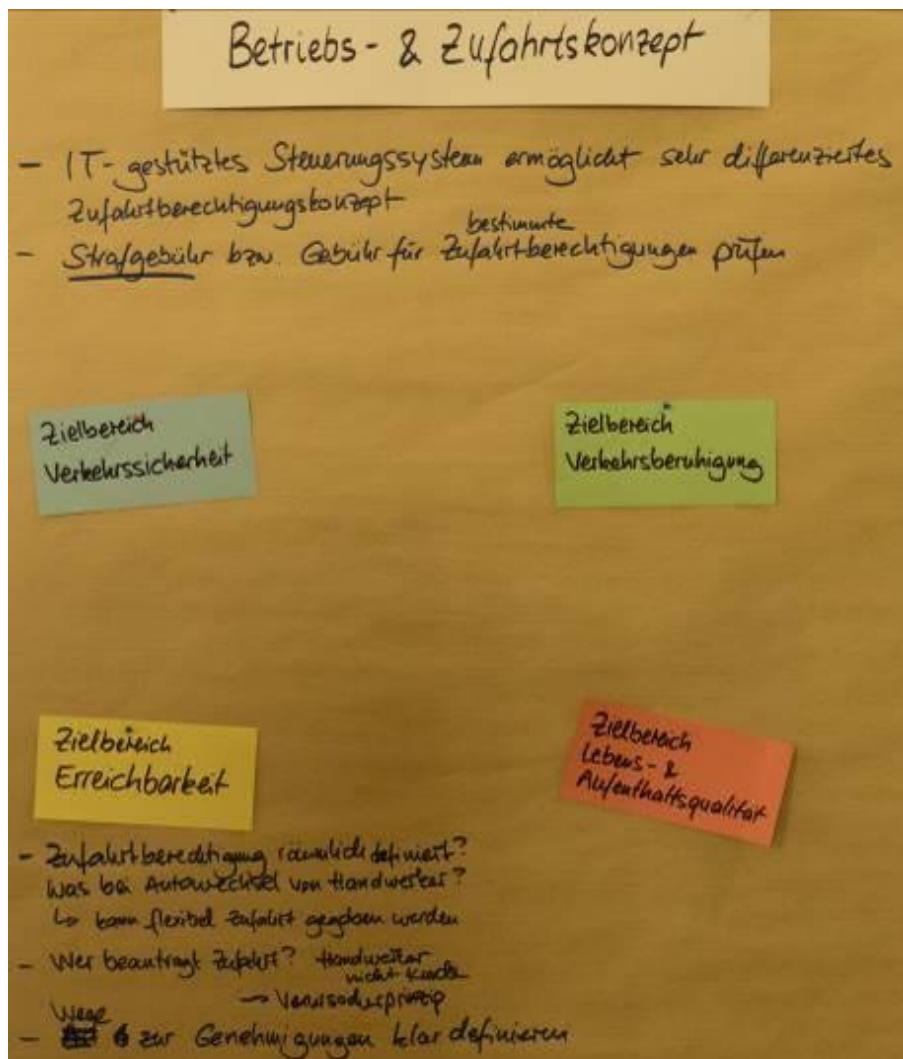 Betriebs- & Zufahrtskonzept
- IT-gestütztes Steuerungssystem ermöglicht sehr differenziertes
Zufahrtberechtigungskonzept
bestimmte
- Strafgebühr bzw. Gebühr für Zufahrtberechtigungen prüfen
Zielbereich
Verkehrssicherheit
Zielbereich
Verkehrsberuhigung
Zielbereich
Erreichbarkeit
Zielbereich
Lebens- &
Aufenthaltsqualität
- Zufahrtberechtigung räumlich definiert?
Was bei Autowechsel von Handwerker?
↳ kann flexibel Zufahrt gegeben werden
- Wer beantragt Zufahrt? Handwerker
nicht Kunde
→ Verursacherprinzip
Wege
- zur Genehmigungen klar definieren